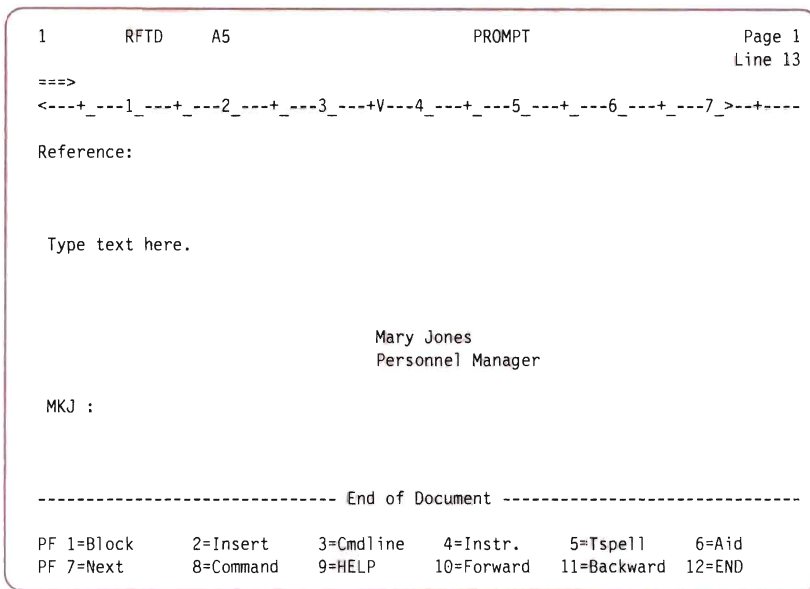 1 RFTD A5 PROMPT Page 1
Line 13
===>
<---+_---1_---+_---2_---+_---3_---+V---4_---+_---5_---+_---6_---+_---7_>--+----
Reference:
Type text here.
Mary Jones
Personnel Manager
MKJ :
------------------------------- End of Document -------------------------------
PF 1=Block 2=Insert 3=Cmdline 4=Instr. 5=Tspell 6=Aid
PF 7=Next 8=Command 9=HELP 10=Forward 11=Backward 12=END